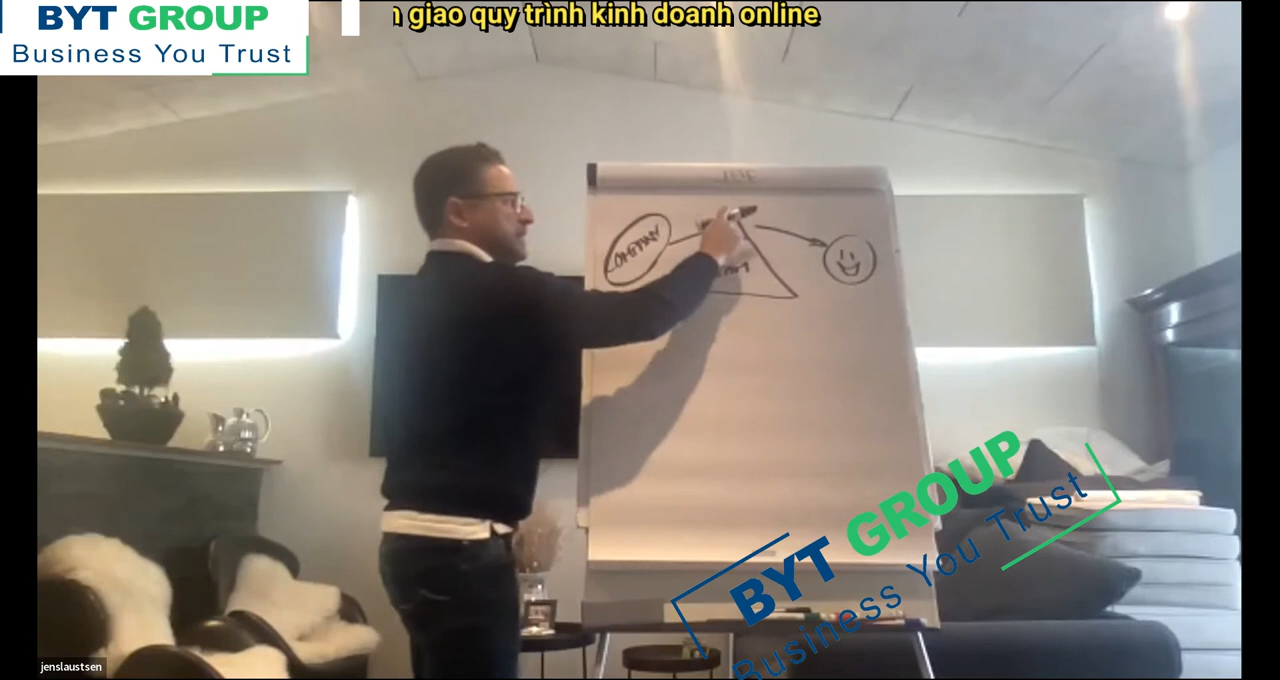 BYT GROUP
Business You Trust
giao quy trình kinh doanh online
COMPANY
BYT GROUP
Business You Trust
jenslaustsen